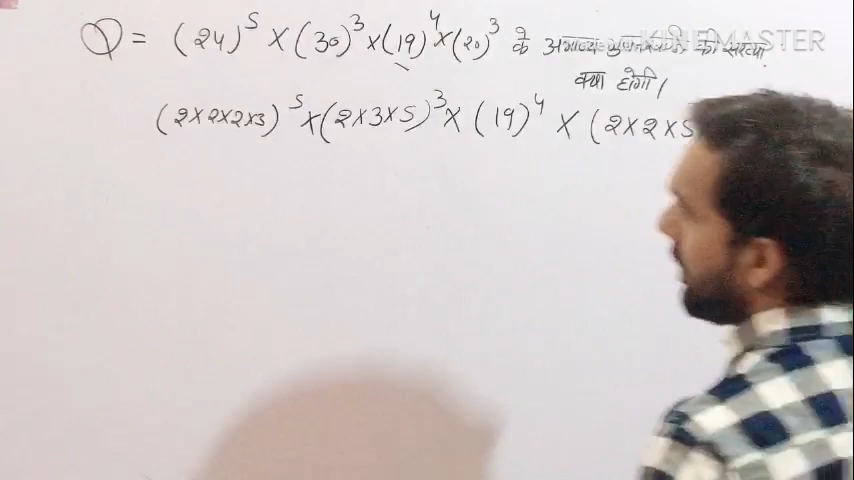 Q = (24)^5 × (30)^3 × (19)^4 × (20)^3 के अभाज्य
क्या होगी।
(2×2×2×3)^5 × (2×3×5)^3 × (19)^4 × (2×2×5